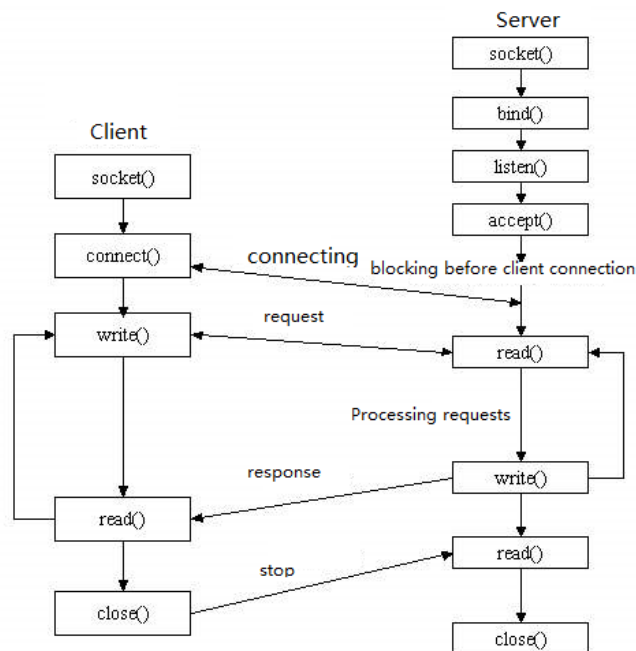 Server
socket()
bind()
Client
listen()
socket()
accept()
connect()
connecting
blocking before client connection
request
write()
read()
Processing requests
response
write()
read()
read()
stop
close()
close()